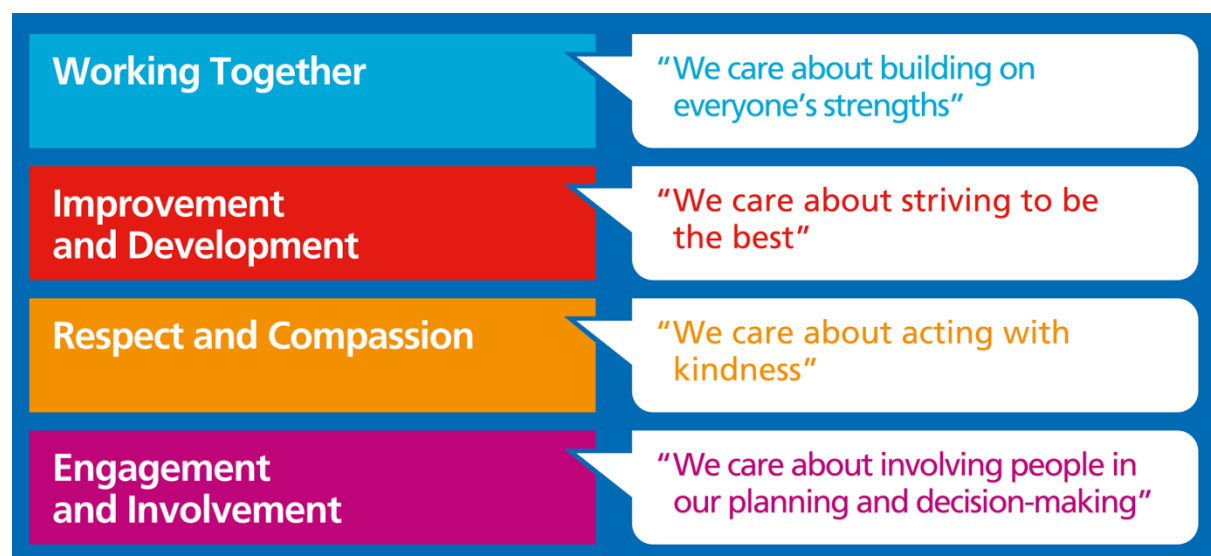 Working Together
“We care about building on
everyone’s strengths”
Improvement
and Development
“We care about striving to be
the best”
Respect and Compassion
“We care about acting with
kindness”
Engagement
and Involvement
“We care about involving people in
our planning and decision-making”